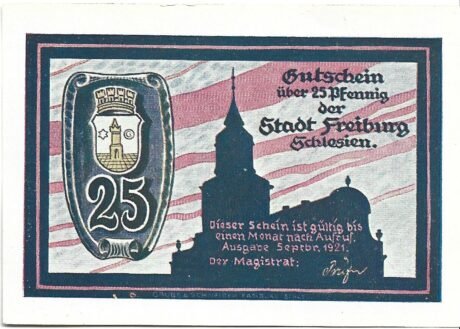 Gutschein
über 25 Pfennig
der
Stadt Freiburg
Schlesien.
25
Dieser Schein ist gültig bis
einen Monat nach Aufruf.
Ausgabe Septbr. 1921.
Der Magistrat: